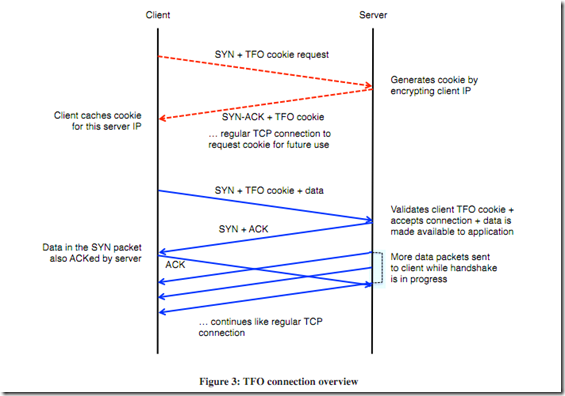 Client
Server
SYN + TFO cookie request
Generates cookie by
encrypting client IP
Client caches cookie
for this server IP
SYN-ACK + TFO cookie
... regular TCP connection to
request cookie for future use
SYN + TFO cookie + data
Validates client TFO cookie +
accepts connection + data is
made available to application
SYN + ACK
Data in the SYN packet
also ACKed by server
ACK
More data packets sent
to client while handshake
is in progress
... continues like regular TCP
connection
Figure 3: TFO connection overview